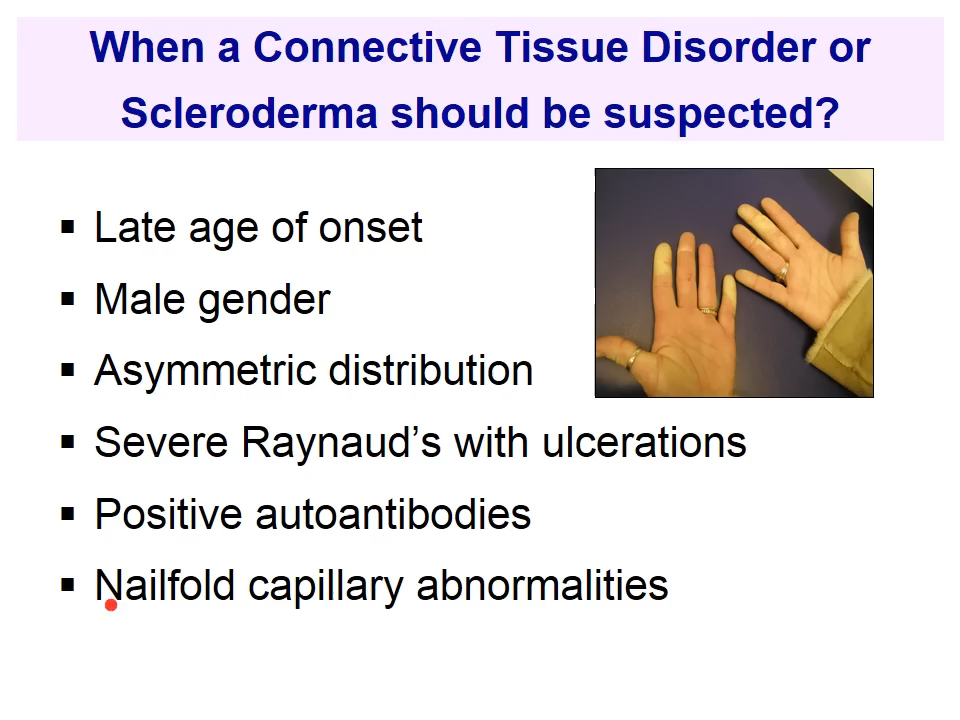 When a Connective Tissue Disorder or
Scleroderma should be suspected?
▪ Late age of onset
▪ Male gender
▪ Asymmetric distribution
▪ Severe Raynaud’s with ulcerations
▪ Positive autoantibodies
▪ Nailfold capillary abnormalities